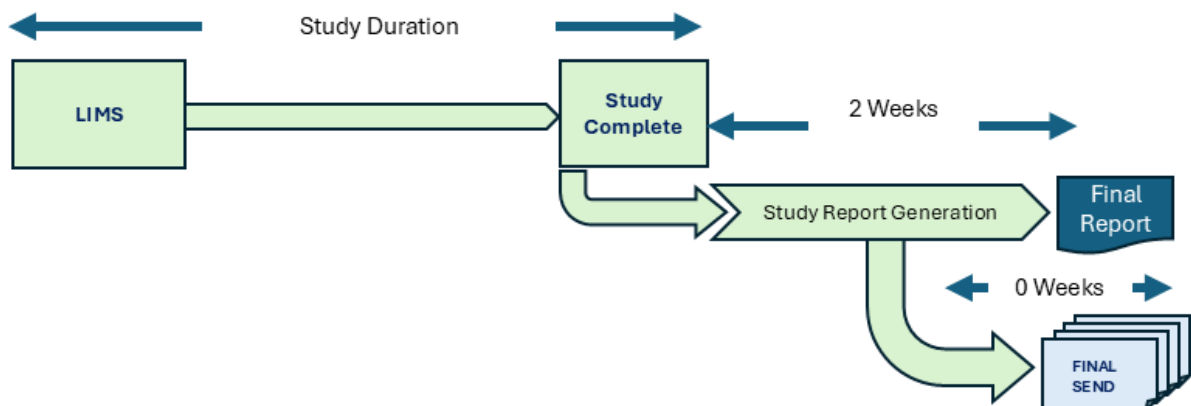 Study Duration
LIMS
Study
Complete
2 Weeks
Study Report Generation
Final
Report
0 Weeks
FINAL
SEND